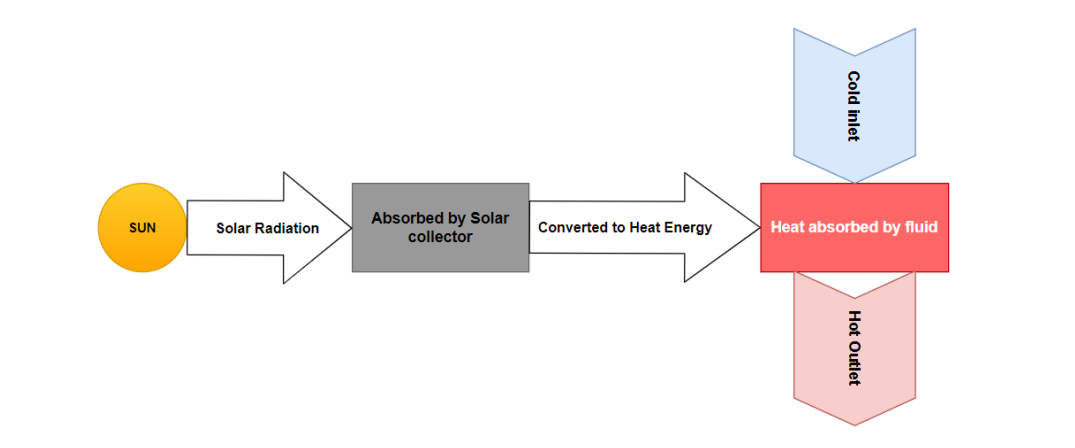 Cold inlet
SUN
Solar Radiation
Absorbed by Solar
collector
Converted to Heat Energy
Heat absorbed by fluid
Hot Outlet